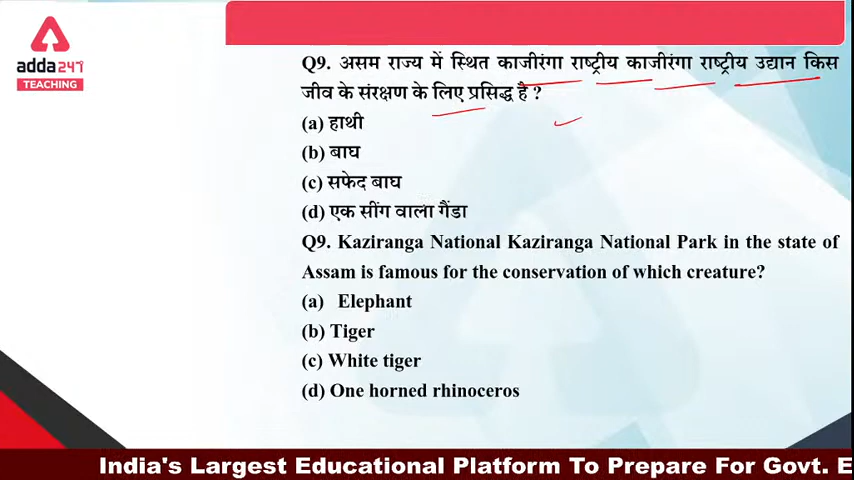 adda247
TEACHING
Q9. असम राज्य में स्थित काजीरंगा राष्ट्रीय काजीरंगा राष्ट्रीय उद्यान किस
जीव के संरक्षण के लिए प्रसिद्ध है ?
(a) हाथी
(b) बाघ
(c) सफेद बाघ
(d) एक सींग वाला गैंडा
Q9. Kaziranga National Kaziranga National Park in the state of
Assam is famous for the conservation of which creature?
(a) Elephant
(b) Tiger
(c) White tiger
(d) One horned rhinoceros
India's Largest Educational Platform To Prepare For Govt. E